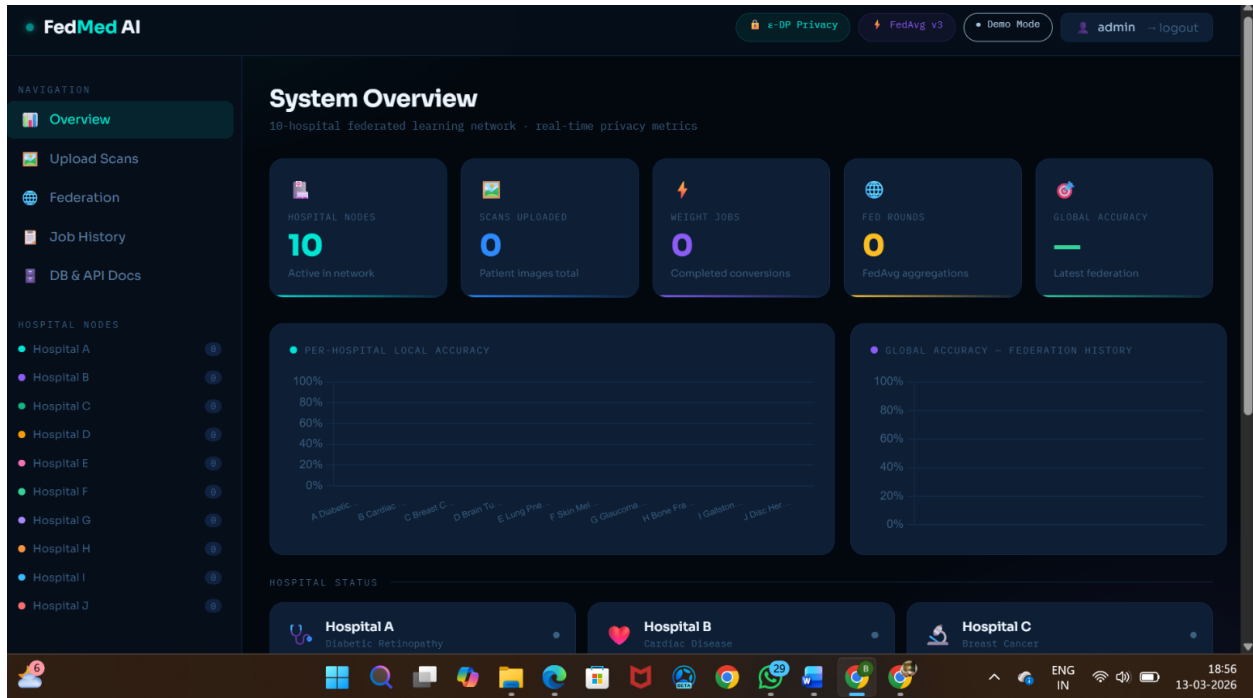 FedMed AI
ε-DP Privacy
FedAvg v3
Demo Mode
admin → logout
NAVIGATION
Overview
Upload Scans
Federation
Job History
DB & API Docs
HOSPITAL NODES
Hospital A 0
Hospital B 0
Hospital C 0
Hospital D 0
Hospital E 0
Hospital F 0
Hospital G 0
Hospital H 0
Hospital I 0
Hospital J 0
System Overview
10-hospital federated learning network · real-time privacy metrics
HOSPITAL NODES
10
Active in network
SCANS UPLOADED
0
Patient images total
WEIGHT JOBS
0
Completed conversions
FED ROUNDS
0
FedAvg aggregations
GLOBAL ACCURACY
—
Latest federation
PER-HOSPITAL LOCAL ACCURACY
100%
80%
60%
40%
20%
0%
A Diabetic...
B Cardiac ...
C Breast C...
D Brain Tu...
E Lung Pne...
F Skin Mel...
G Glaucoma...
H Bone Fra...
I Gallston...
J Disc Her...
GLOBAL ACCURACY — FEDERATION HISTORY
100%
80%
60%
40%
20%
0%
HOSPITAL STATUS
Hospital A
Diabetic Retinopathy
Hospital B
Cardiac Disease
Hospital C
Breast Cancer
6
29
B
ENG
IN
18:56
13-03-2026